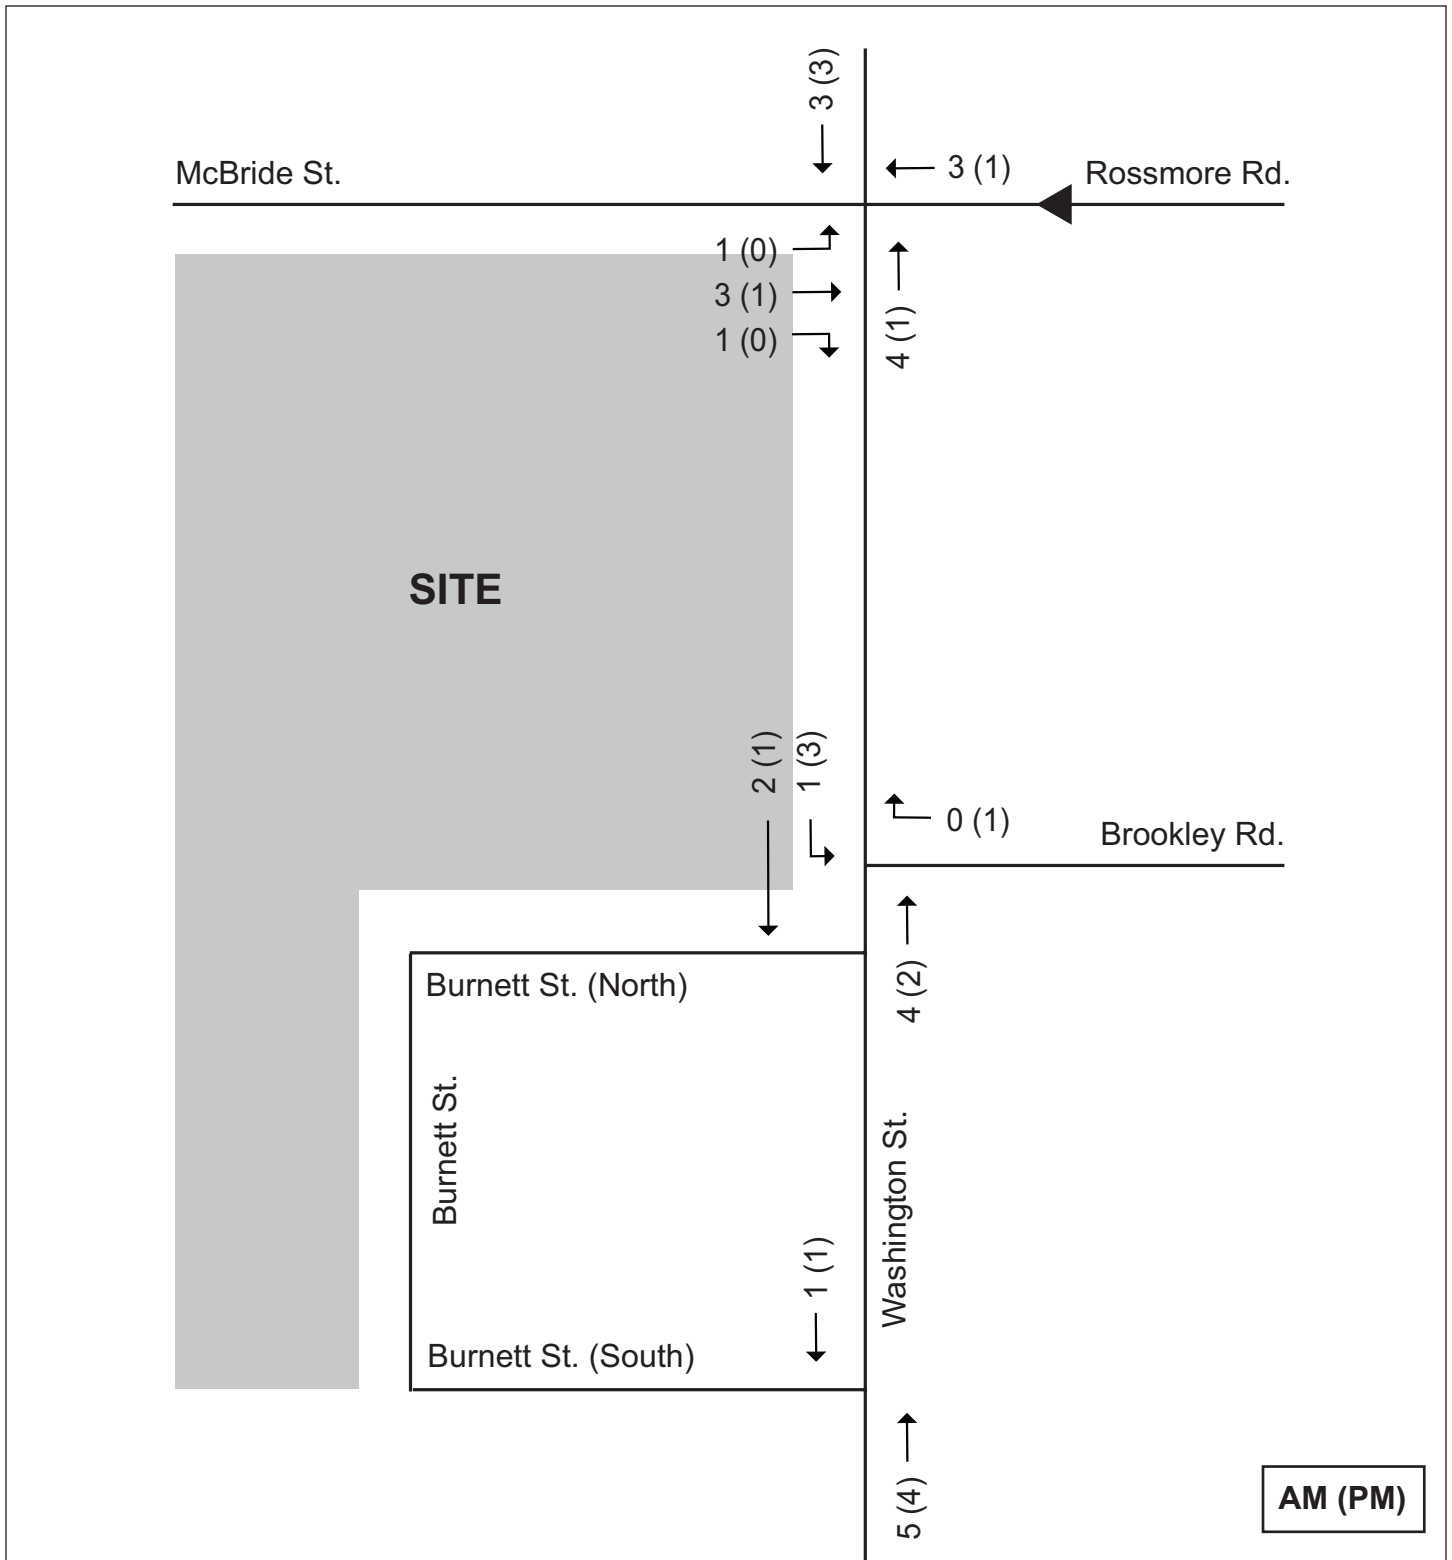 3 (3)
McBride St.
3 (1)
Rossmore Rd.
1 (0)
3 (1)
1 (0)
4 (1)
SITE
2 (1)
1 (3)
0 (1)
Brookley Rd.
4 (2)
Burnett St. (North)
Burnett St.
Washington St.
1 (1)
Burnett St. (South)
5 (4)
AM (PM)